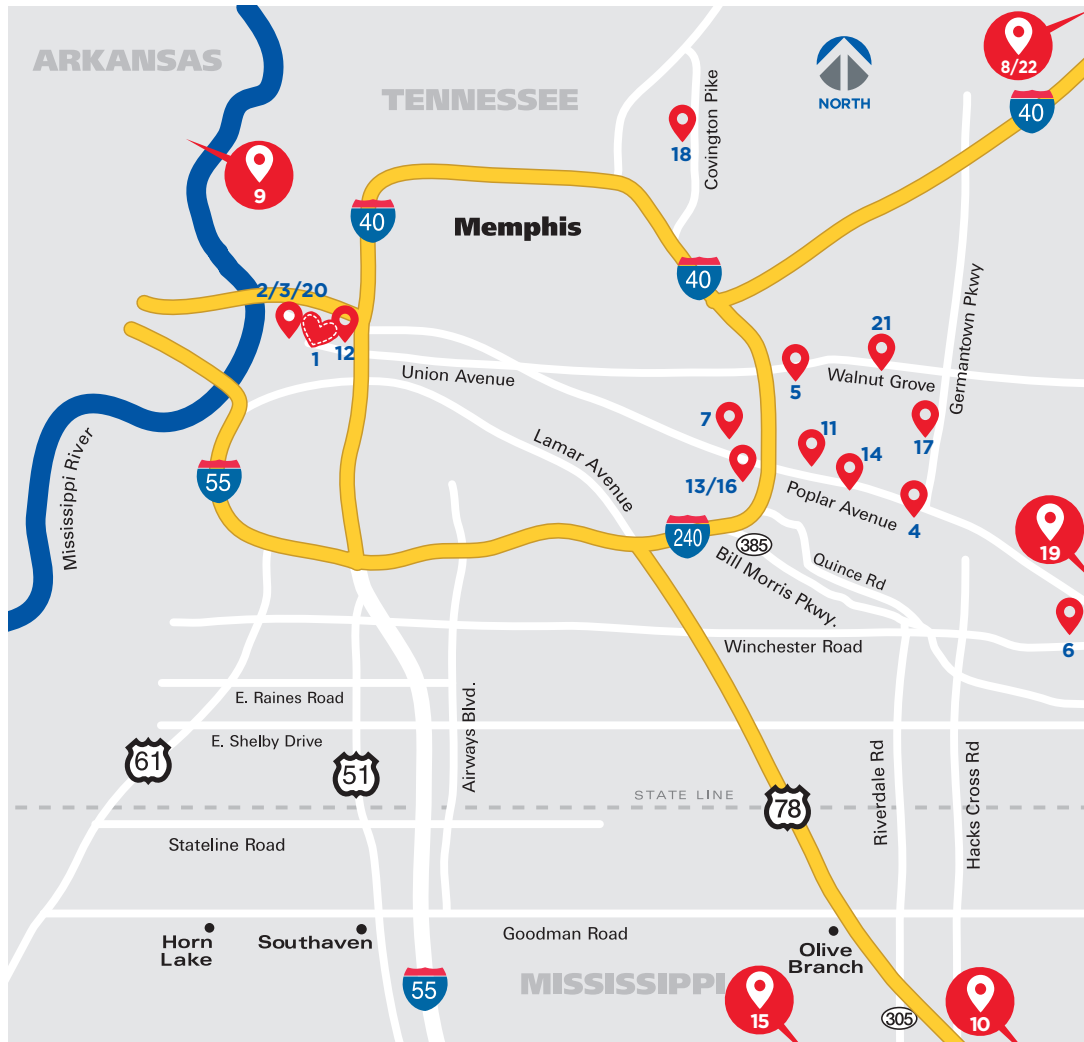 ARKANSAS
TENNESSEE
NORTH
8/22
40
18
Covington Pike
9
40
Memphis
40
2/3/20
1
12
Union Avenue
21
5
Walnut Grove
Germantown Pkwy
7
11
17
14
13/16
Lamar Avenue
Poplar Avenue
4
Mississippi River
55
240
385
19
Quince Rd
Bill Morris Pkwy.
6
Winchester Road
E. Raines Road
E. Shelby Drive
Airways Blvd.
61
51
STATE LINE
78
Riverdale Rd
Hacks Cross Rd
Stateline Road
Horn
Lake
Southaven
Goodman Road
Olive
Branch
55
MISSISSIPPI
15
305
10